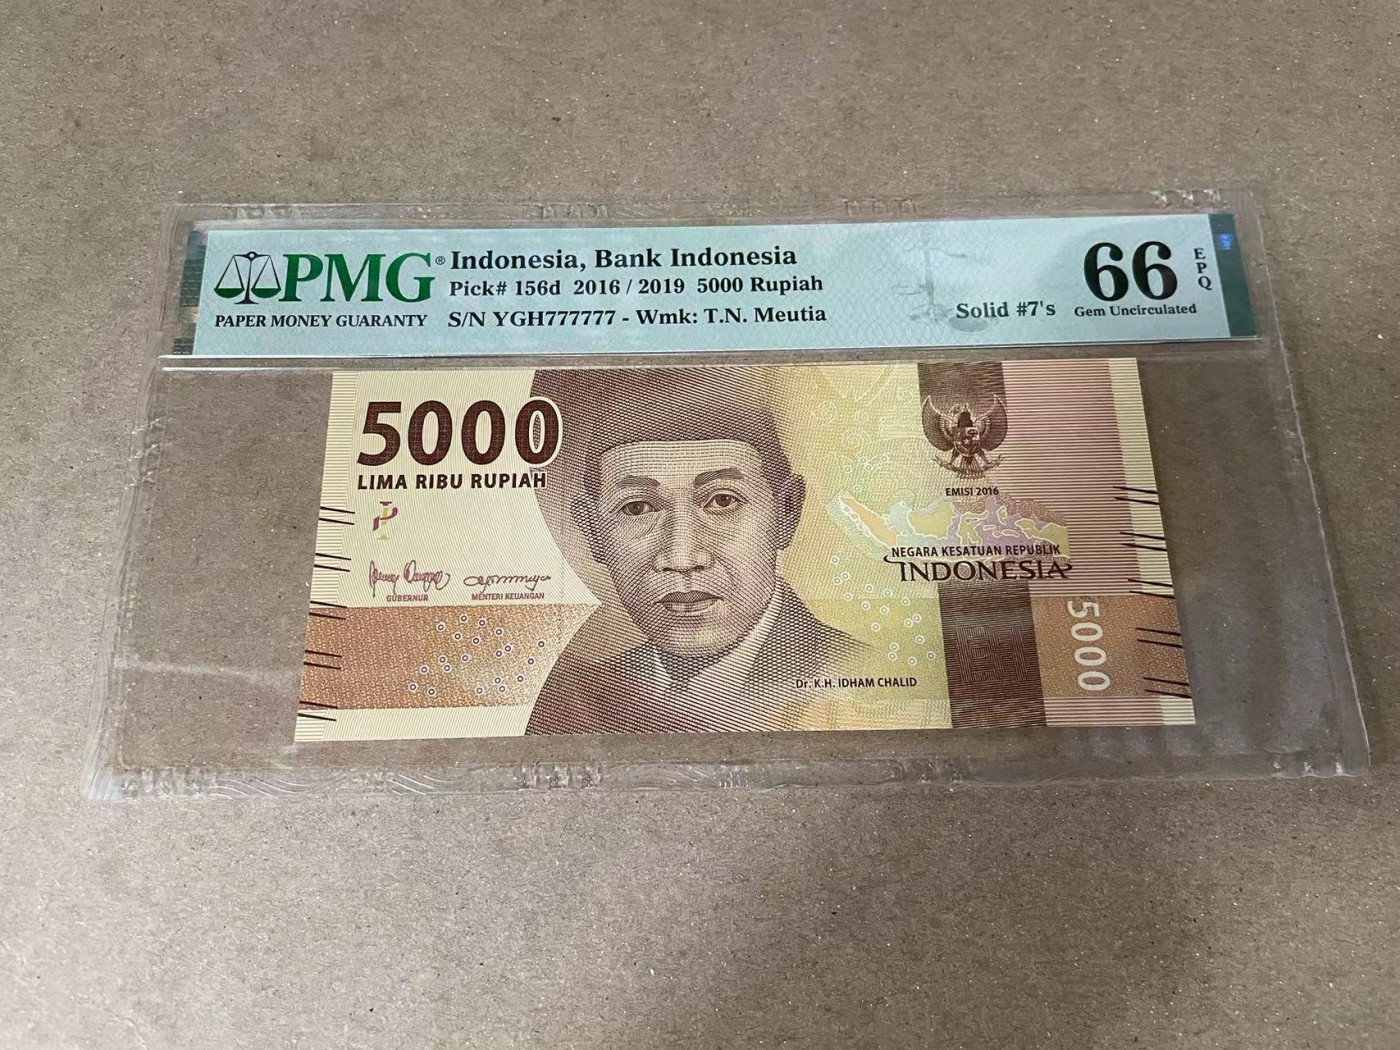 PMG®
PAPER MONEY GUARANTY
Indonesia, Bank Indonesia
Pick# 156d 2016 / 2019 5000 Rupiah
S/N YGH777777 - Wmk: T.N. Meutia
Solid #7's
66
EPQ
Gem Uncirculated
5000
LIMA RIBU RUPIAH
GUBERNUR
MENTERI KEUANGAN
EMISI 2016
NEGARA KESATUAN REPUBLIK
INDONESIA
Dr. K.H. IDHAM CHALID
5000